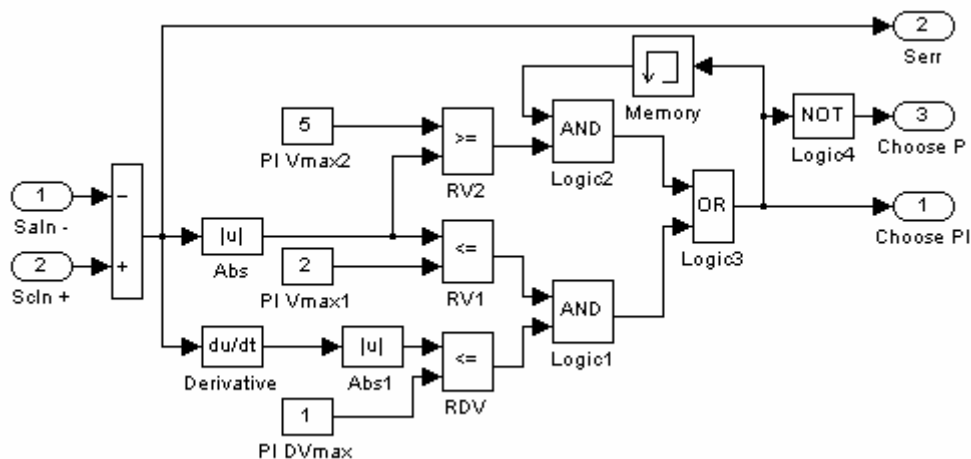 2
Serr
Memory
5
PI Vmax2
>=
RV2
AND
Logic2
NOT
Logic4
3
Choose P
1
SaIn -
2
ScIn +
−
+
|u|
Abs
2
PI Vmax1
<=
RV1
OR
Logic3
1
Choose PI
AND
Logic1
du/dt
Derivative
|u|
Abs1
<=
RDV
1
PI DVmax